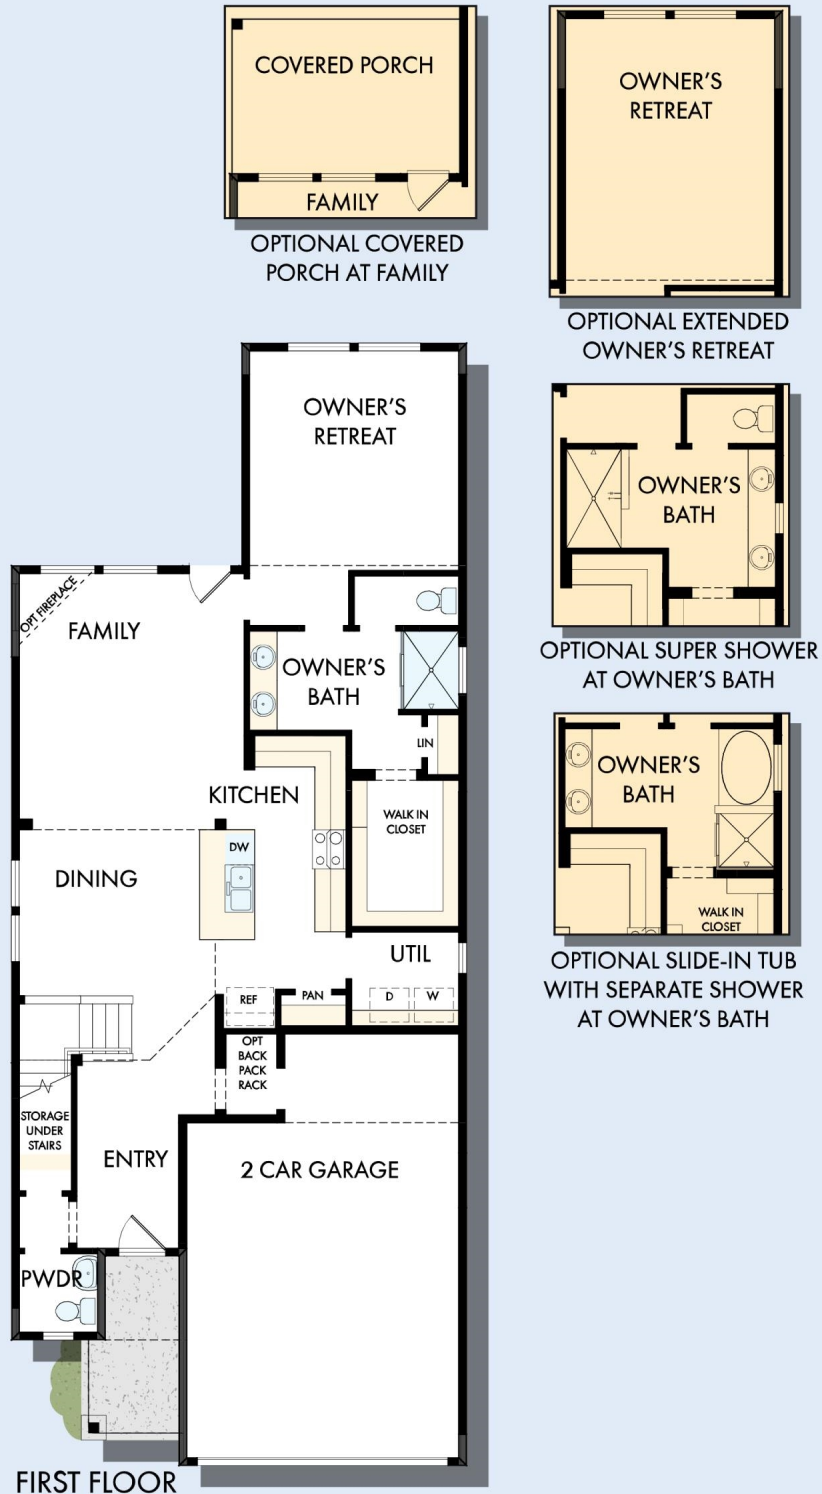 COVERED PORCH
FAMILY
OPTIONAL COVERED
PORCH AT FAMILY
OWNER'S
RETREAT
OPTIONAL EXTENDED
OWNER'S RETREAT
OWNER'S
BATH
OPTIONAL SUPER SHOWER
AT OWNER'S BATH
OWNER'S
BATH
WALK IN
CLOSET
OPTIONAL SLIDE-IN TUB
WITH SEPARATE SHOWER
AT OWNER'S BATH
OWNER'S
RETREAT
OPT FIREPLACE
FAMILY
OWNER'S
BATH
LIN
KITCHEN
WALK IN
CLOSET
DW
DINING
UTIL
REF
PAN
D
W
OPT
BACK
PACK
RACK
STORAGE
UNDER
STAIRS
ENTRY
2 CAR GARAGE
PWDR
FIRST FLOOR